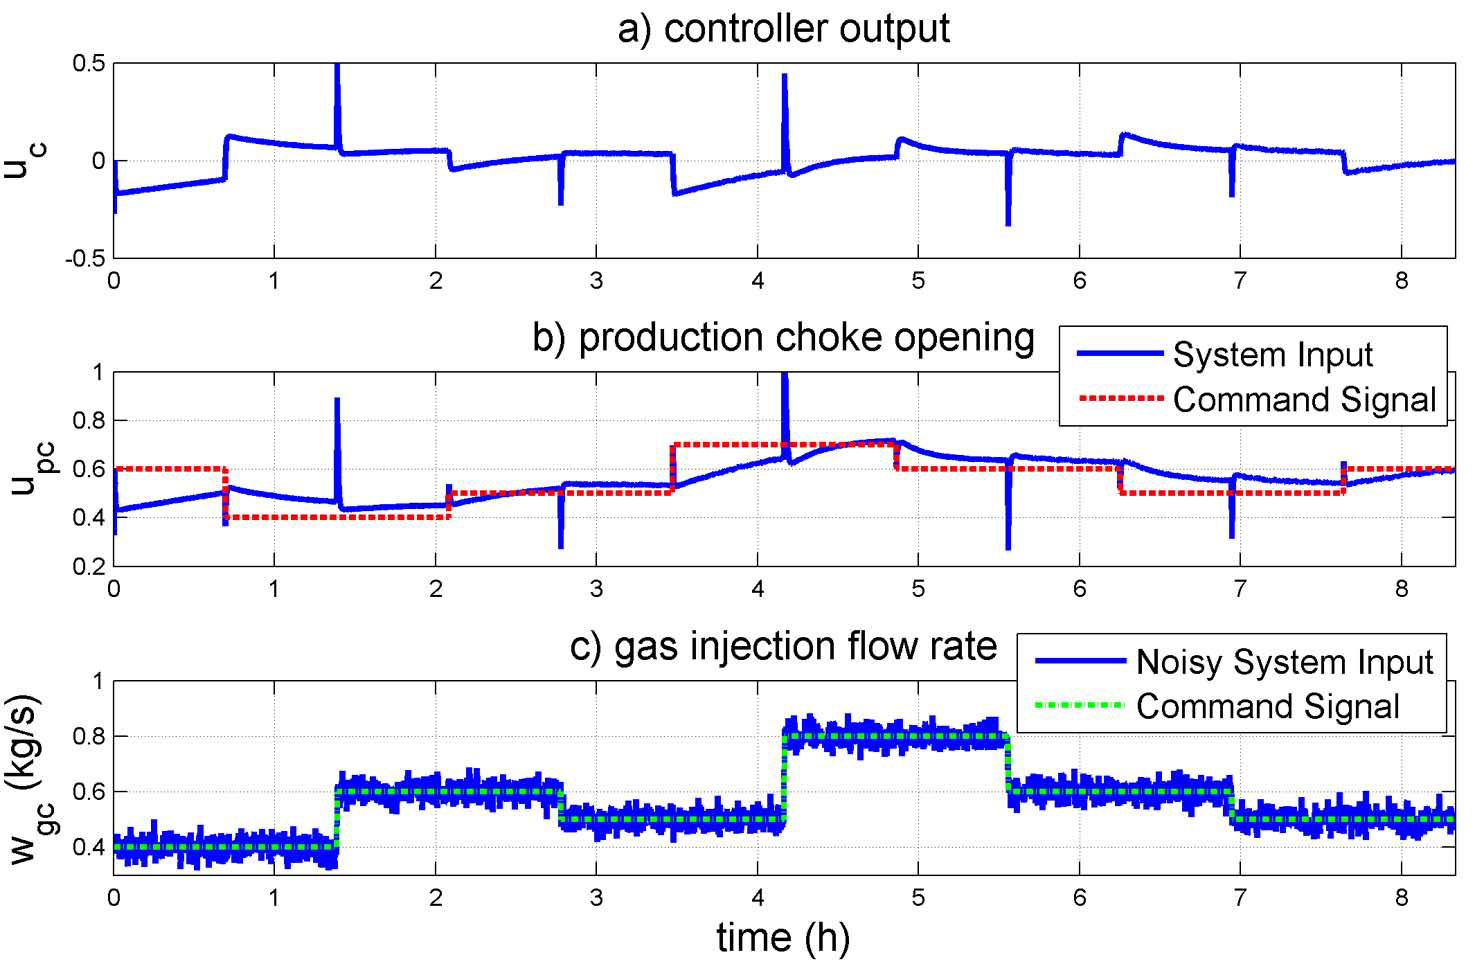 a) controller output
0.5
0
-0.5
u_c
0 1 2 3 4 5 6 7 8
b) production choke opening
System Input
Command Signal
1
0.8
0.6
0.4
0.2
u_pc
0 1 2 3 4 5 6 7 8
c) gas injection flow rate
Noisy System Input
Command Signal
1
0.8
0.6
0.4
w_gc (kg/s)
0 1 2 3 4 5 6 7 8
time (h)